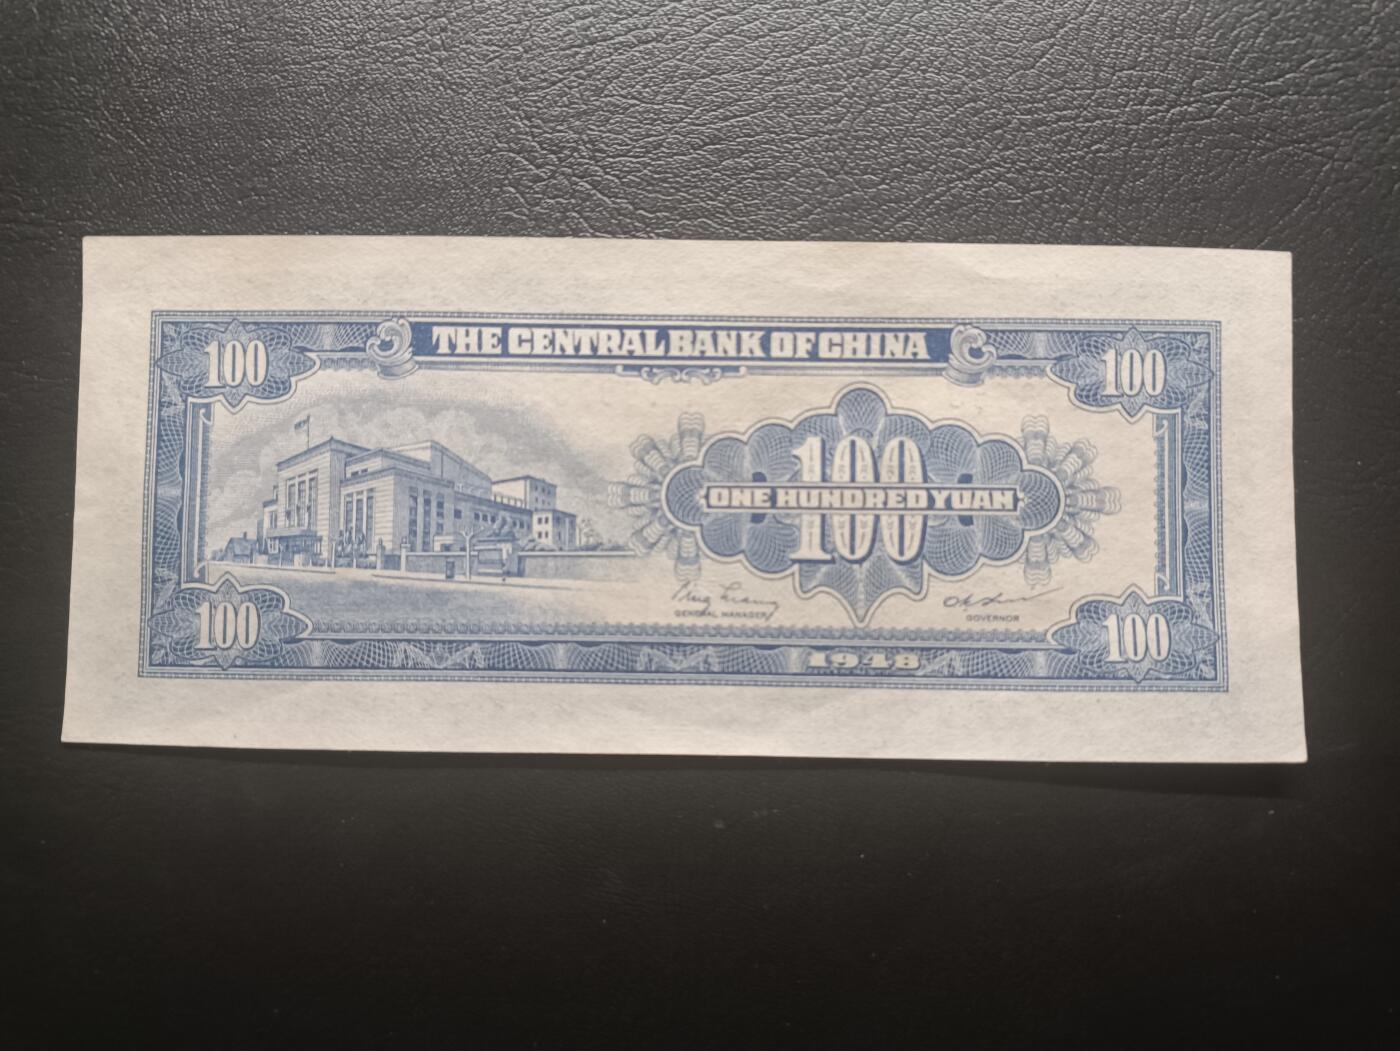 THE CENTRAL BANK OF CHINA
100
100
100
ONE HUNDRED YUAN
GENERAL MANAGER
GOVERNOR
100
100
1948